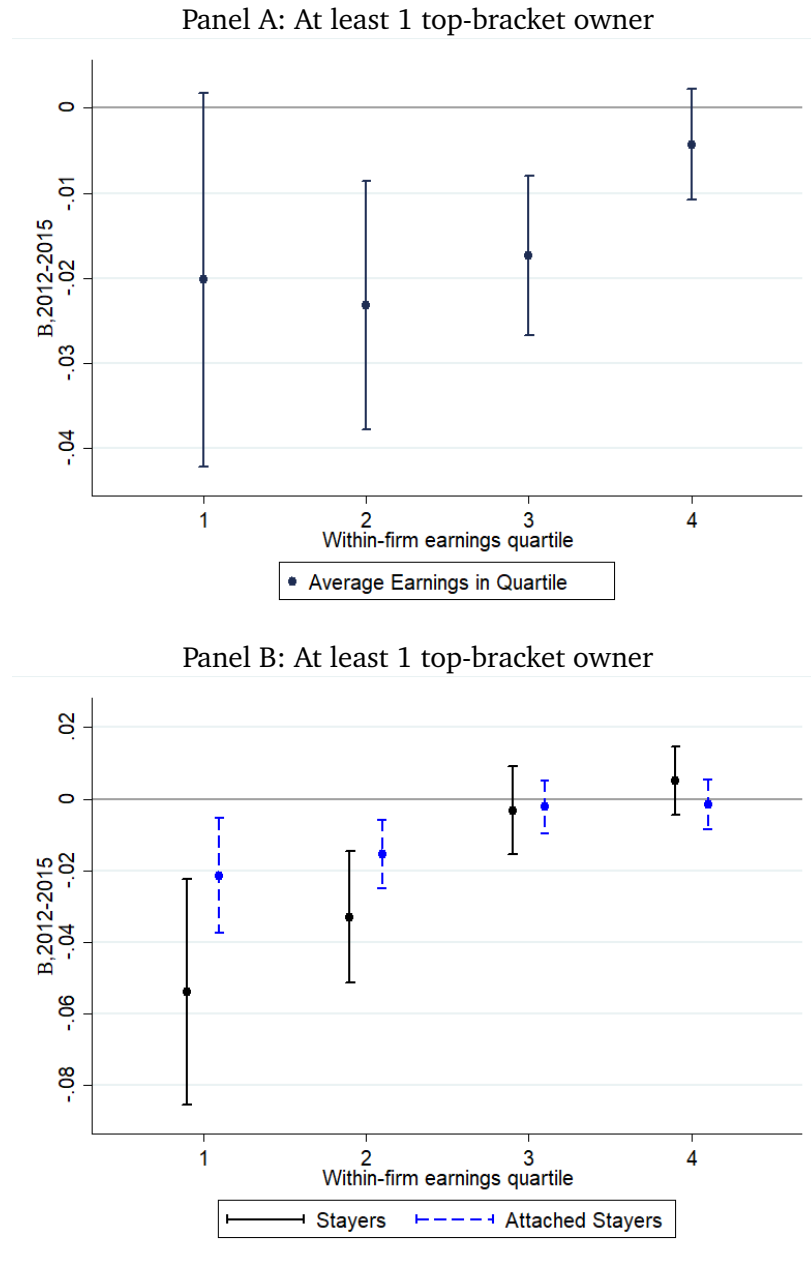 Panel A: At least 1 top-bracket owner
0
-.01
-.02
-.03
-.04
B,2012-2015
1 2 3 4
Within-firm earnings quartile
Average Earnings in Quartile
Panel B: At least 1 top-bracket owner
.02
0
-.02
-.04
-.06
-.08
B,2012-2015
1 2 3 4
Within-firm earnings quartile
Stayers Attached Stayers